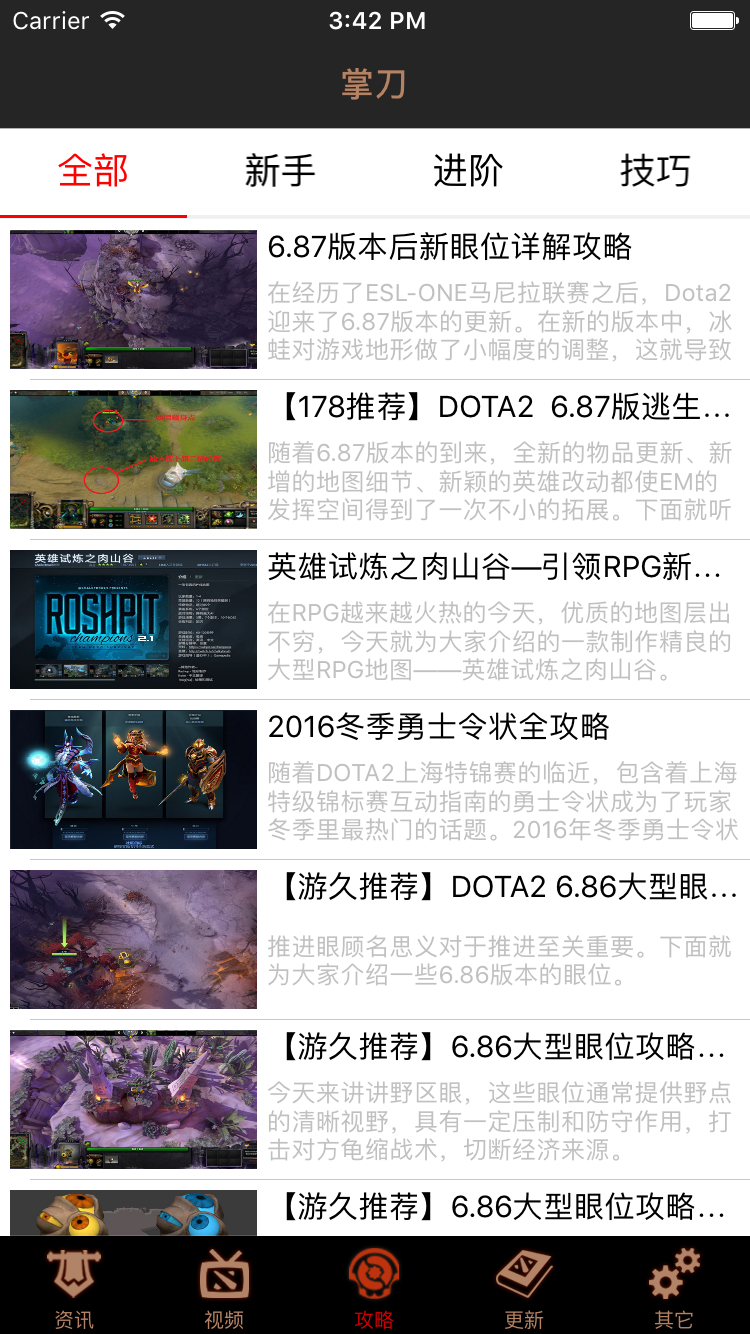 Carrier
3:42 PM
掌刀
全部 新手 进阶 技巧
6.87版本后新眼位详解攻略
在经历了ESL-ONE马尼拉联赛之后，Dota2
迎来了6.87版本的更新。在新的版本中，冰
蛙对游戏地形做了小幅度的调整，这就导致
【178推荐】DOTA2 6.87版逃生…
随着6.87版本的到来，全新的物品更新、新
增的地图细节、新颖的英雄改动都使EM的
发挥空间得到了一次不小的拓展。下面就听
英雄试炼之肉山谷
ROSHPIT
champions 2.1
英雄试炼之肉山谷—引领RPG新…
在RPG越来越火热的今天，优质的地图层出
不穷，今天就为大家介绍的一款制作精良的
大型RPG地图——英雄试炼之肉山谷。
2016冬季勇士令状全攻略
随着DOTA2上海特锦赛的临近，包含着上海
特级锦标赛互动指南的勇士令状成为了玩家
冬季里最热门的话题。2016年冬季勇士令状
【游久推荐】DOTA2 6.86大型眼…
推进眼顾名思义对于推进至关重要。下面就
为大家介绍一些6.86版本的眼位。
【游久推荐】6.86大型眼位攻略…
今天来讲讲野区眼，这些眼位通常提供野点
的清晰视野，具有一定压制和防守作用，打
击对方龟缩战术，切断经济来源。
【游久推荐】6.86大型眼位攻略…
资讯 视频 攻略 更新 其它